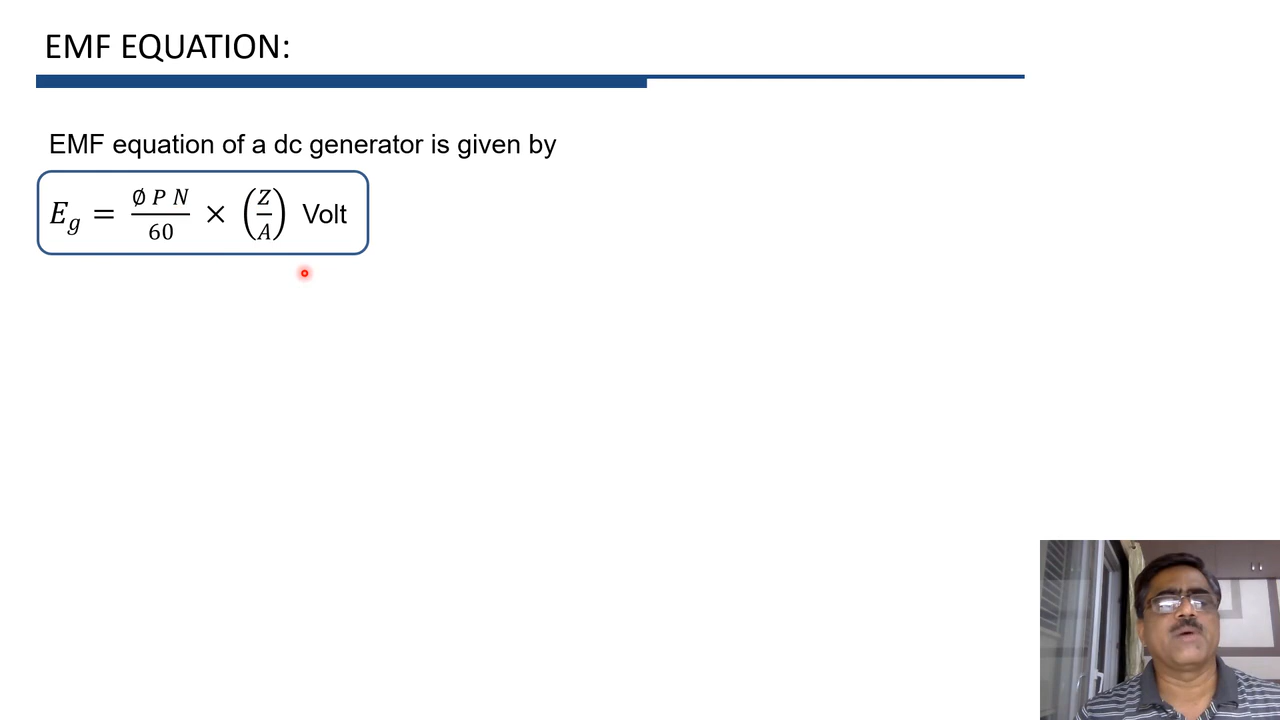 EMF EQUATION:
EMF equation of a dc generator is given by
E_g = ∅ P N / 60 × (Z / A) Volt